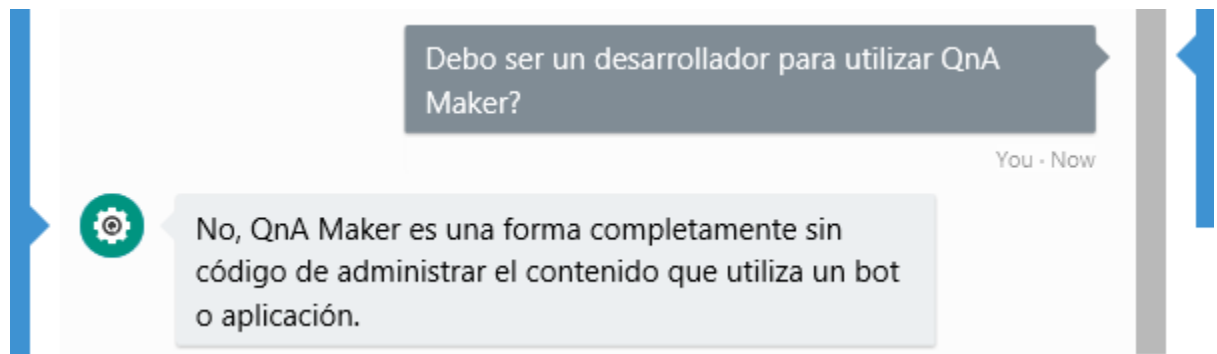 Debo ser un desarrollador para utilizar QnA
Maker?
You · Now
No, QnA Maker es una forma completamente sin
código de administrar el contenido que utiliza un bot
o aplicación.